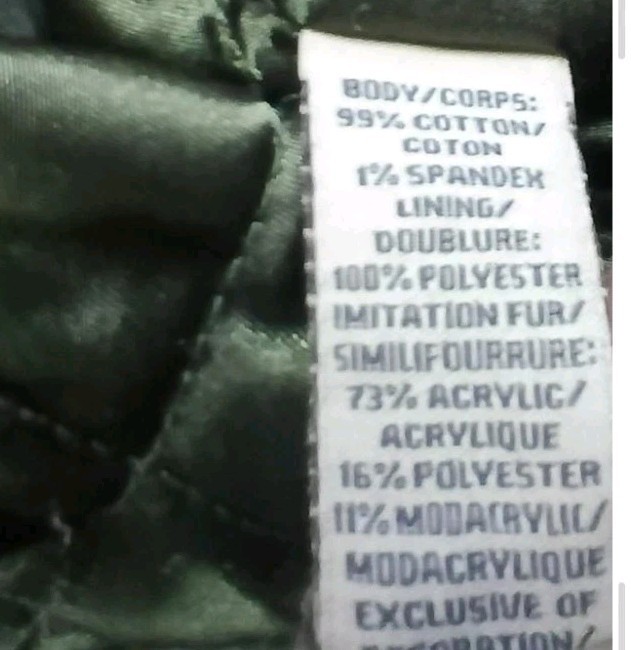 BODY/CORPS:
99% COTTON/
COTON
1% SPANDEX
LINING/
DOUBLURE:
100% POLYESTER
IMITATION FUR/
SIMILIFOURRURE:
73% ACRYLIC/
ACRYLIQUE
16% POLYESTER
11% MODACRYLIC/
MODACRYLIQUE
EXCLUSIVE OF
DECORATION/